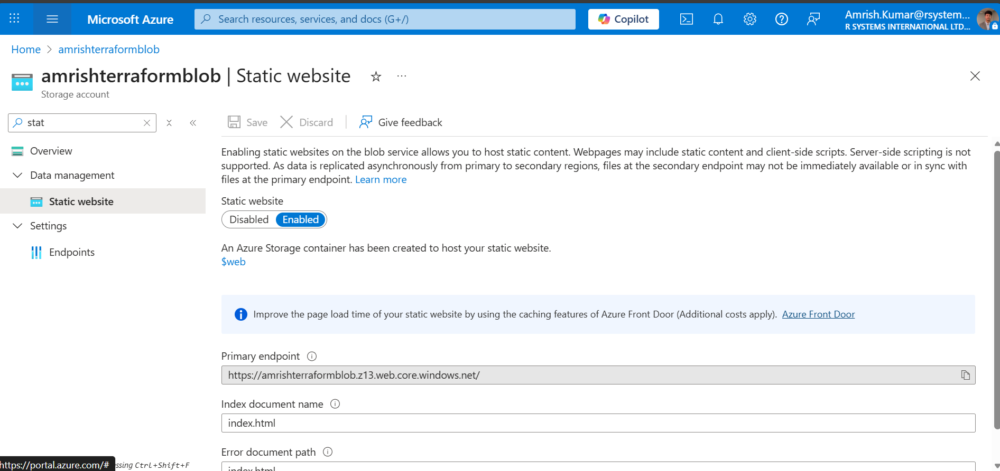 Microsoft Azure
Search resources, services, and docs (G+/)
Copilot
Amrish.Kumar@rsystem...
R SYSTEMS INTERNATIONAL LTD...
Home > amrishterraformblob
amrishterraformblob | Static website
Storage account
stat
Save
Discard
Give feedback
Overview
Data management
Static website
Settings
Endpoints
Enabling static websites on the blob service allows you to host static content. Webpages may include static content and client-side scripts. Server-side scripting is not
supported. As data is replicated asynchronously from primary to secondary regions, files at the secondary endpoint may not be immediately available or in sync with
files at the primary endpoint. Learn more
Static website
Disabled Enabled
An Azure Storage container has been created to host your static website.
$web
Improve the page load time of your static website by using the caching features of Azure Front Door (Additional costs apply). Azure Front Door
Primary endpoint
https://amrishterraformblob.z13.web.core.windows.net/
Index document name
index.html
Error document path
index.html
https://portal.azure.com/#
ssing Ctrl+Shift+F